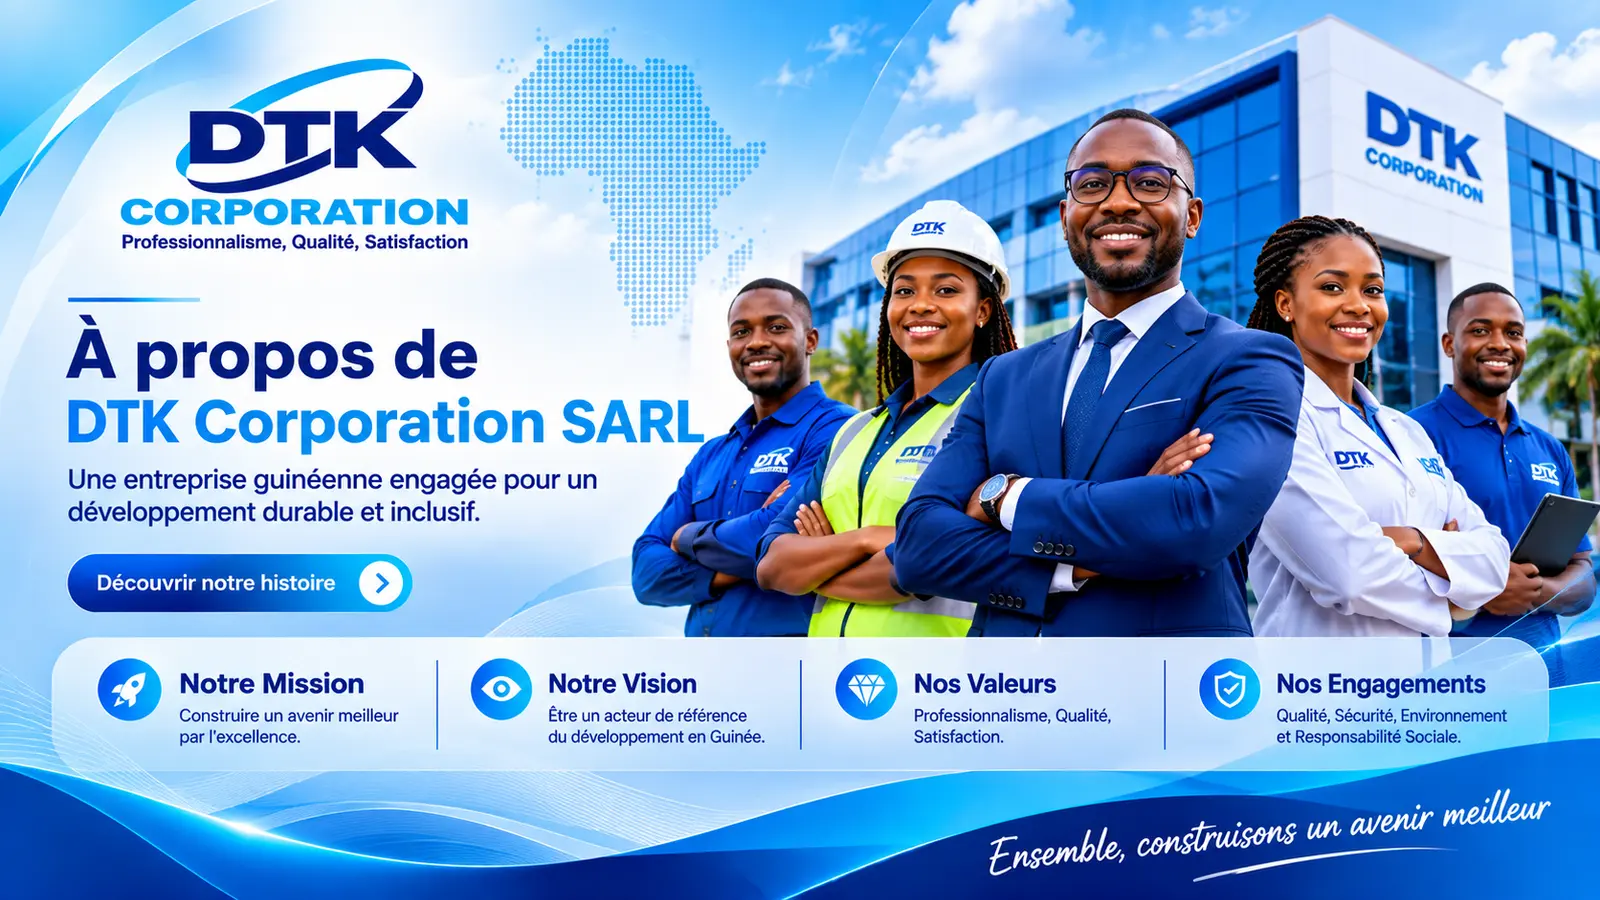 DTK
CORPORATION
Professionnalisme, Qualité, Satisfaction
À propos de
DTK Corporation SARL
Une entreprise guinéenne engagée pour un
développement durable et inclusif.
Découvrir notre histoire
DTK
CORPORATION
DTK
DTK
DTK
DTK
DTK
Notre Mission
Construire un avenir meilleur
par l'excellence.
Notre Vision
Être un acteur de référence
du développement en Guinée.
Nos Valeurs
Professionnalisme, Qualité,
Satisfaction.
Nos Engagements
Qualité, Sécurité, Environnement
et Responsabilité Sociale.
Ensemble, construisons un avenir meilleur